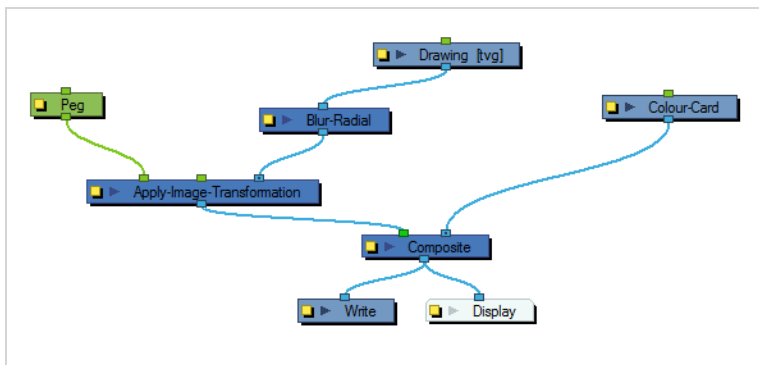 Drawing [tvg]
Peg
Colour-Card
Blur-Radial
Apply-Image-Transformation
Composite
Write
Display